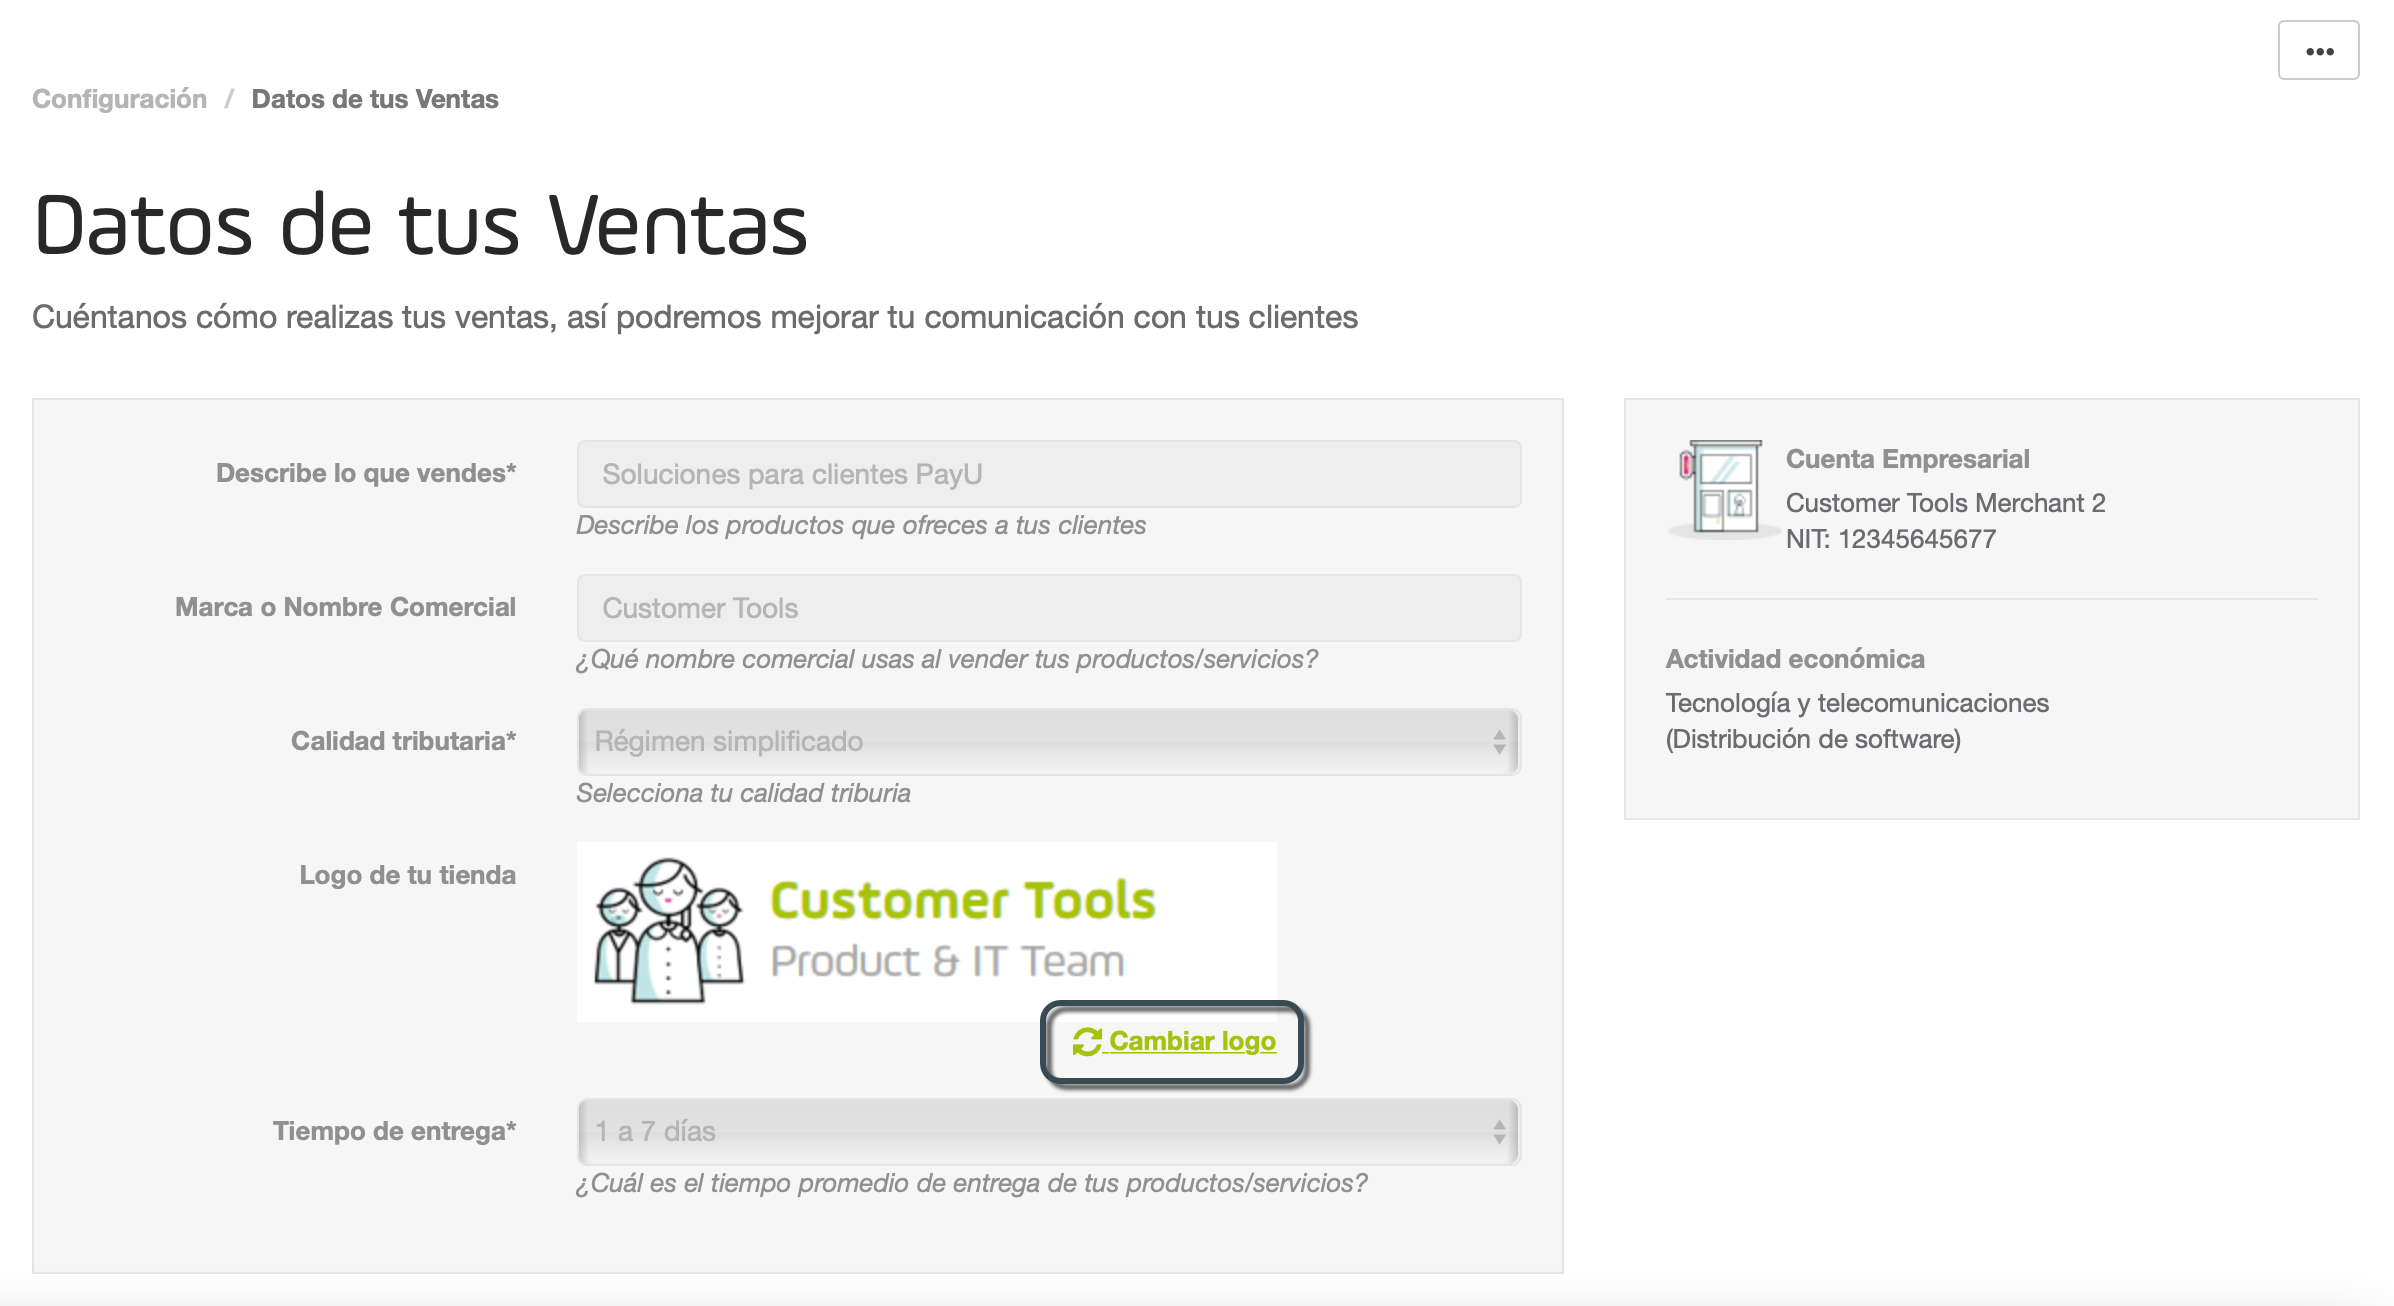 •••
Configuración / Datos de tus Ventas
Datos de tus Ventas
Cuéntanos cómo realizas tus ventas, así podremos mejorar tu comunicación con tus clientes
Describe lo que vendes*
Soluciones para clientes PayU
Describe los productos que ofreces a tus clientes
Marca o Nombre Comercial
Customer Tools
¿Qué nombre comercial usas al vender tus productos/servicios?
Calidad tributaria*
Régimen simplificado
Selecciona tu calidad triburia
Logo de tu tienda
Customer Tools
Product & IT Team
Cambiar logo
Tiempo de entrega*
1 a 7 días
¿Cuál es el tiempo promedio de entrega de tus productos/servicios?
Cuenta Empresarial
Customer Tools Merchant 2
NIT: 12345645677
Actividad económica
Tecnología y telecomunicaciones
(Distribución de software)